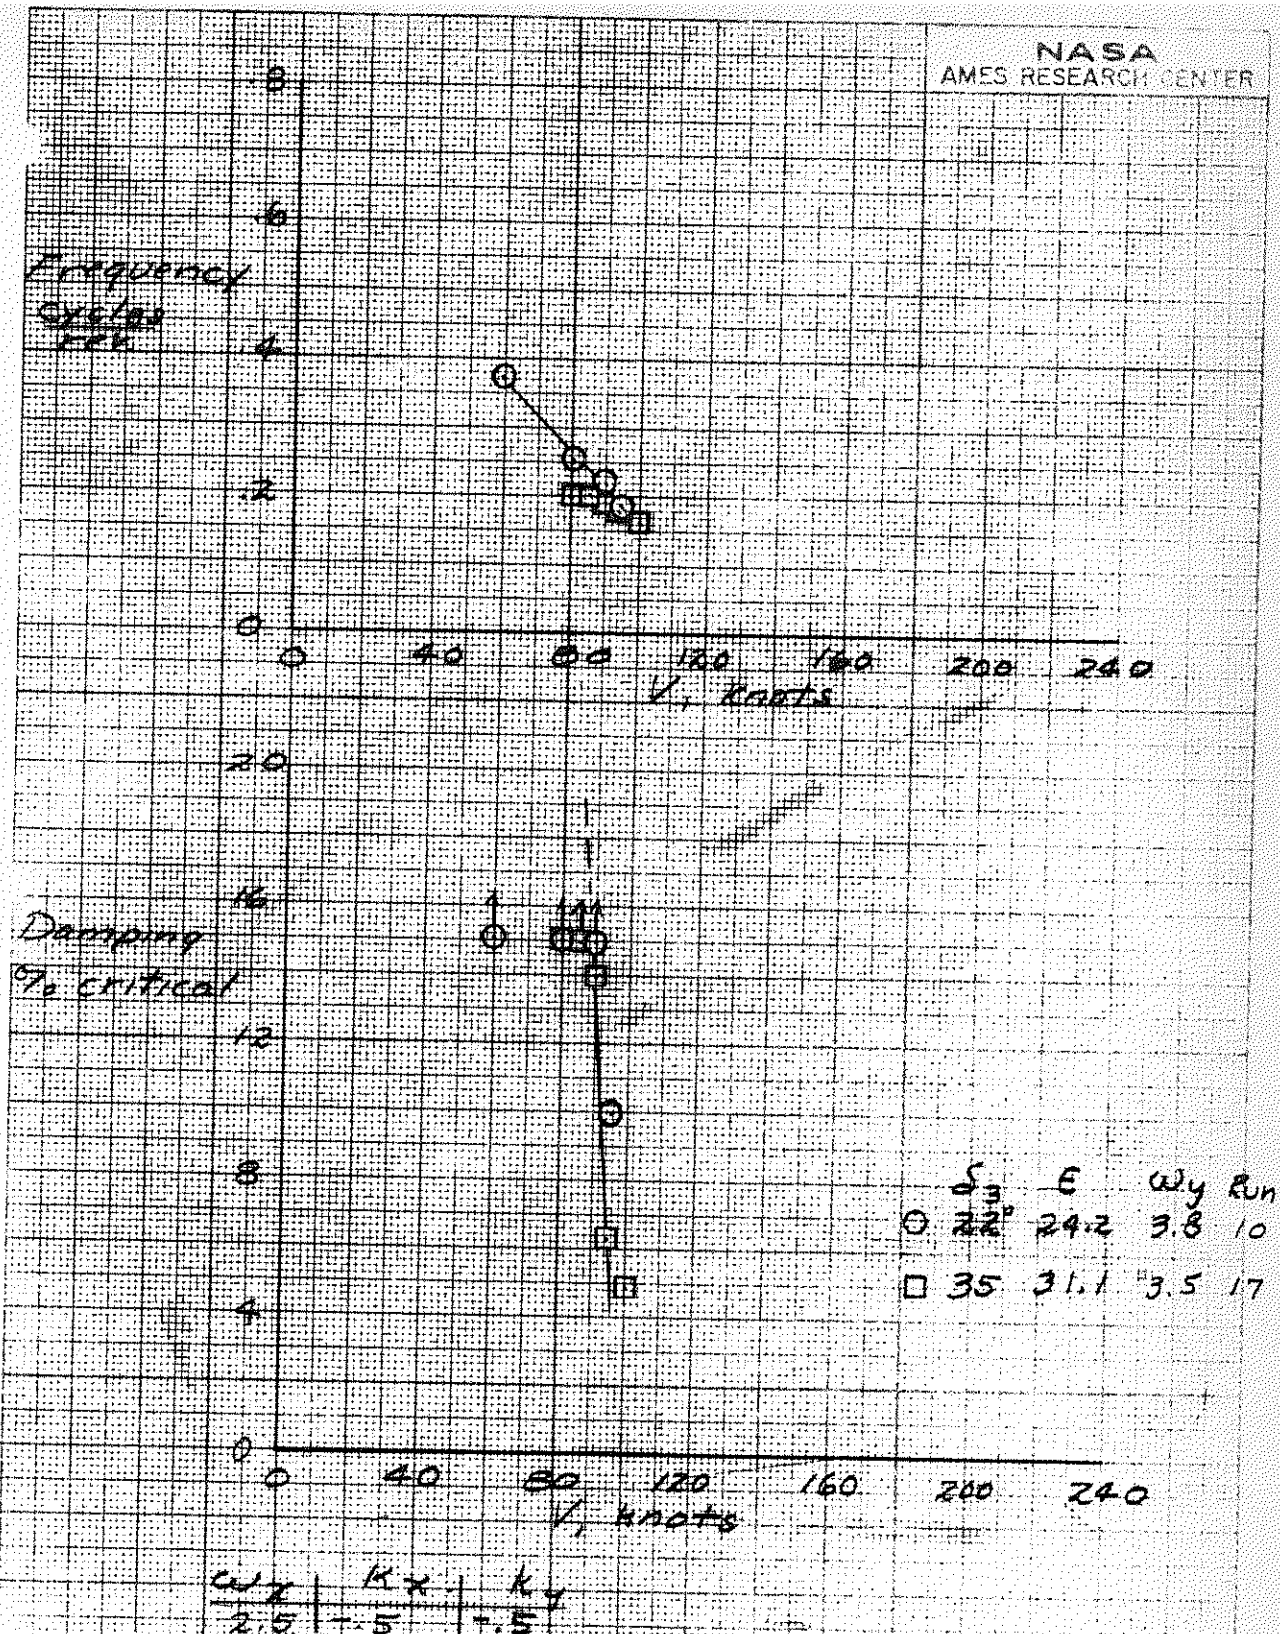 NASA
AMES RESEARCH CENTER
.8
.6
Frequency
cycles
rev.
.4
.2
0
0 40 80 120 160 200 240
V, knots
20
16
Damping
% critical
12
8
δ3 ε ωy Run
22° 24.2 3.8 10
35 31.1 3.5 17
4
0
0 40 80 120 160 200 240
V, knots
ωx Kx Ky
2.5 -.5 -.5